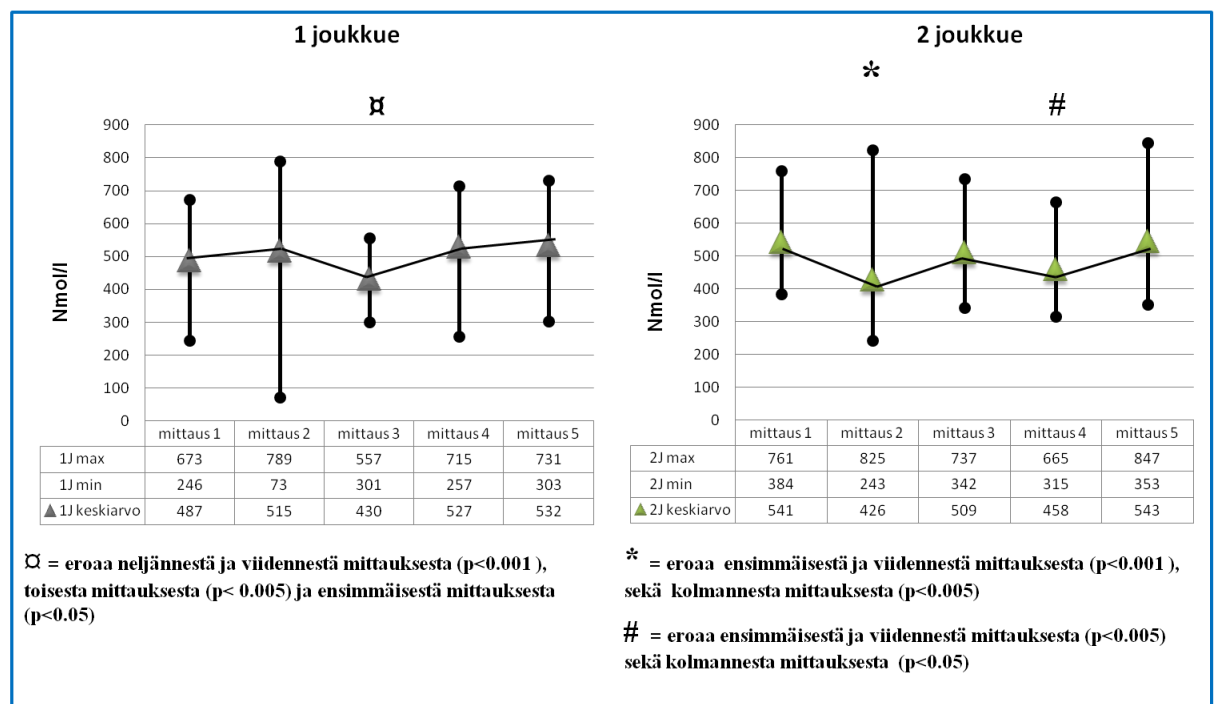 1 joukkue
¤
900
800
700
600
500
400
300
200
100
0
Nmol/l
mittaus 1 mittaus 2 mittaus 3 mittaus 4 mittaus 5
1J max 673 789 557 715 731
1J min 246 73 301 257 303
1J keskiarvo 487 515 430 527 532
¤ = eroaa neljännestä ja viidennestä mittauksesta (p<0.001 ),
toisesta mittauksesta (p< 0.005) ja ensimmäisestä mittauksesta
(p<0.05)
2 joukkue
*
#
900
800
700
600
500
400
300
200
100
0
Nmol/l
mittaus 1 mittaus 2 mittaus 3 mittaus 4 mittaus 5
2J max 761 825 737 665 847
2J min 384 243 342 315 353
2J keskiarvo 541 426 509 458 543
* = eroaa ensimmäisestä ja viidennestä mittauksesta (p<0.001 ),
sekä kolmannesta mittauksesta (p<0.005)
# = eroaa ensimmäisestä ja viidennestä mittauksesta (p<0.005)
sekä kolmannesta mittauksesta (p<0.05)